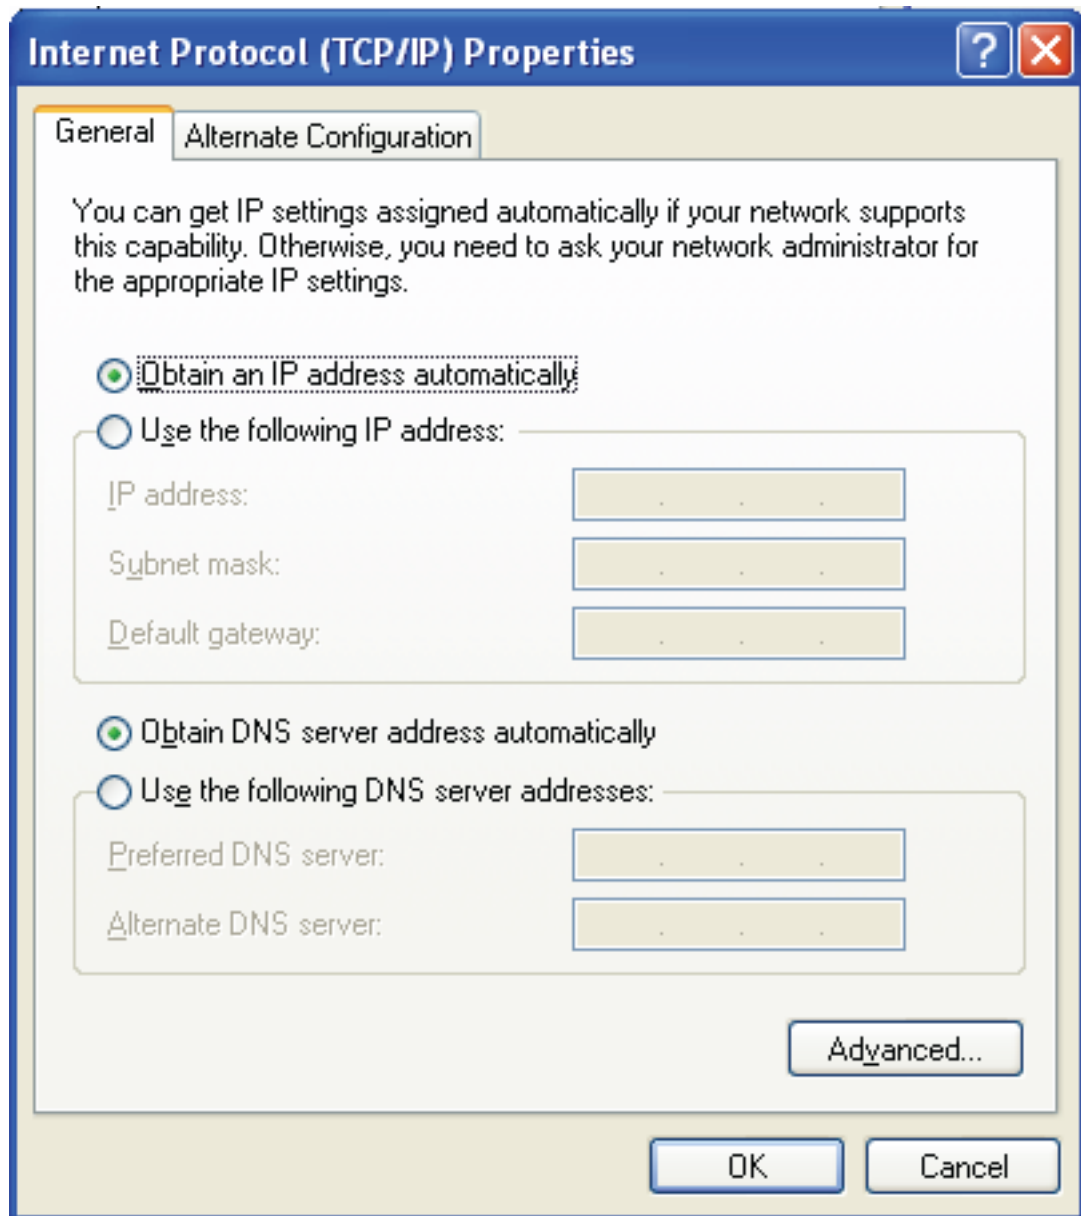 Internet Protocol (TCP/IP) Properties
General
Alternate Configuration
You can get IP settings assigned automatically if your network supports
this capability. Otherwise, you need to ask your network administrator for
the appropriate IP settings.
Obtain an IP address automatically
Use the following IP address:
IP address:
Subnet mask:
Default gateway:
Obtain DNS server address automatically
Use the following DNS server addresses:
Preferred DNS server:
Alternate DNS server:
Advanced...
OK
Cancel